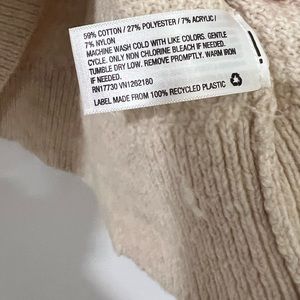 59% COTTON / 27% POLYESTER / 7% ACRYLIC /
7% NYLON
MACHINE WASH COLD WITH LIKE COLORS. GENTLE
CYCLE. ONLY NON CHLORINE BLEACH IF NEEDED.
TUMBLE DRY LOW. REMOVE PROMPTLY. WARM IRON
IF NEEDED.
RN17730 VN1262180
LABEL MADE FROM 100% RECYCLED PLASTIC